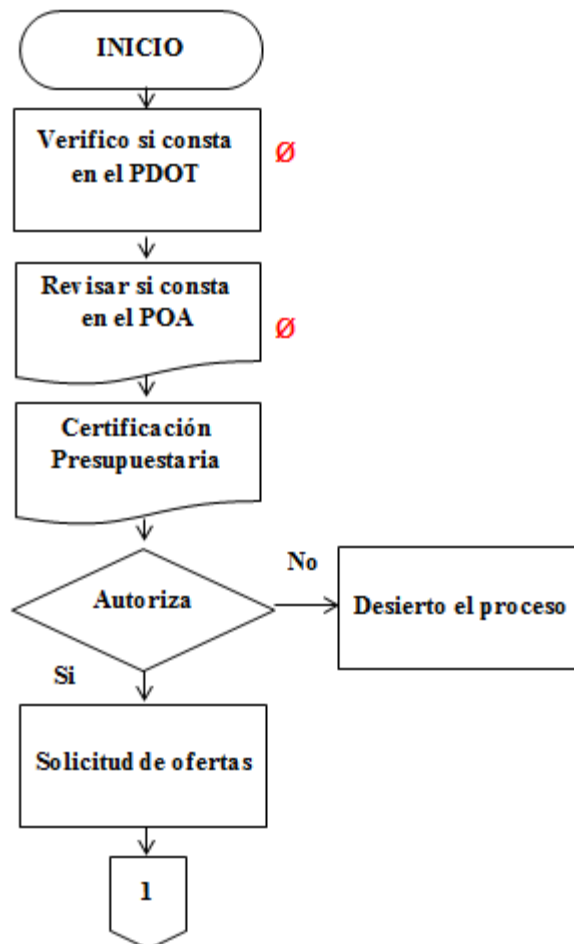 INICIO
Verifico si consta
en el PDOT
Ø
Revisar si consta
en el POA
Ø
Certificación
Presupuestaria
Autoriza
No
Desierto el proceso
Si
Solicitud de ofertas
1